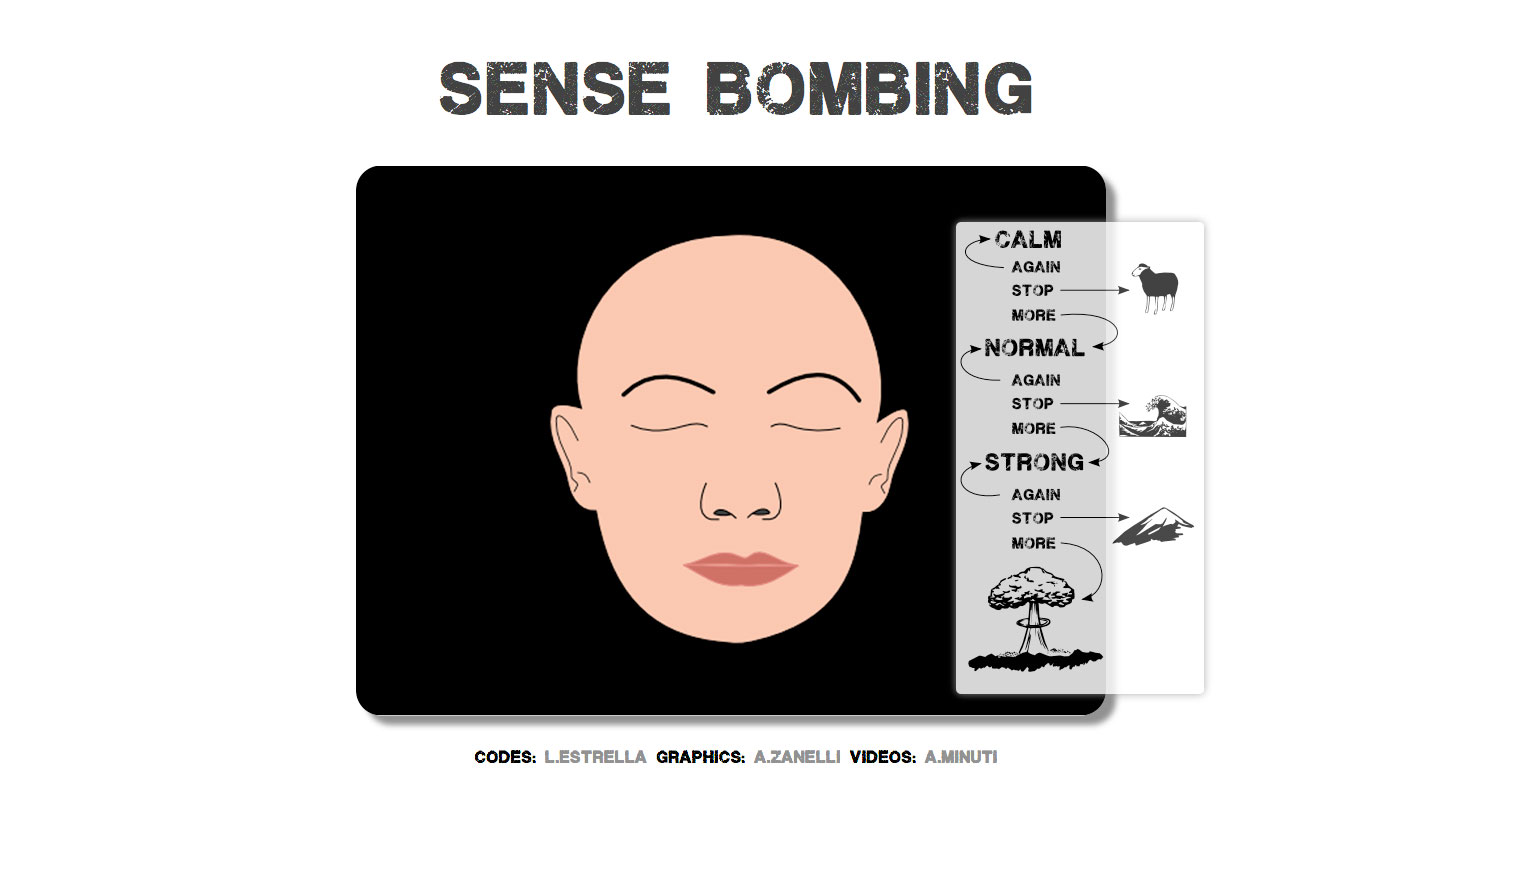 SENSE BOMBING
CALM
AGAIN
STOP
MORE
NORMAL
AGAIN
STOP
MORE
STRONG
AGAIN
STOP
MORE
CODES: L.ESTRELLA GRAPHICS: A.ZANELLI VIDEOS: A.MINUTI